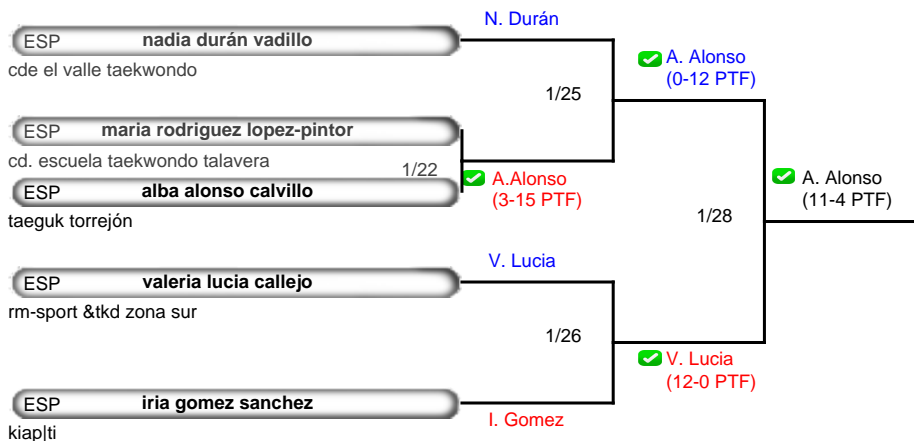 N. Durán
ESP nadia durán vadillo
cde el valle taekwondo
A. Alonso
(0-12 PTF)
1/25
ESP maria rodriguez lopez-pintor
cd. escuela taekwondo talavera
1/22
A.Alonso
(3-15 PTF)
ESP alba alonso calvillo
taeguk torrejón
A. Alonso
(11-4 PTF)
1/28
V. Lucia
ESP valeria lucia callejo
rm-sport &tkd zona sur
1/26
V. Lucia
(12-0 PTF)
ESP iria gomez sanchez
I. Gomez
kiap|ti